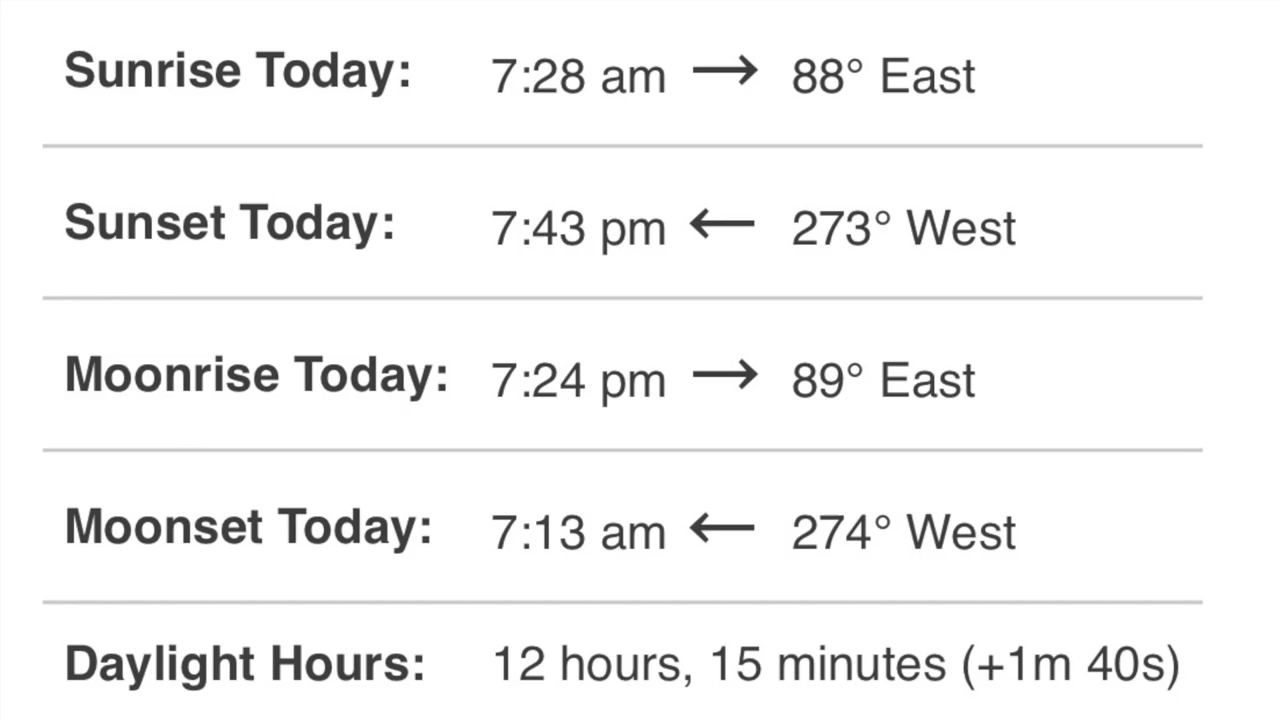 Sunrise Today: 7:28 am → 88° East
Sunset Today: 7:43 pm ← 273° West
Moonrise Today: 7:24 pm → 89° East
Moonset Today: 7:13 am ← 274° West
Daylight Hours: 12 hours, 15 minutes (+1m 40s)